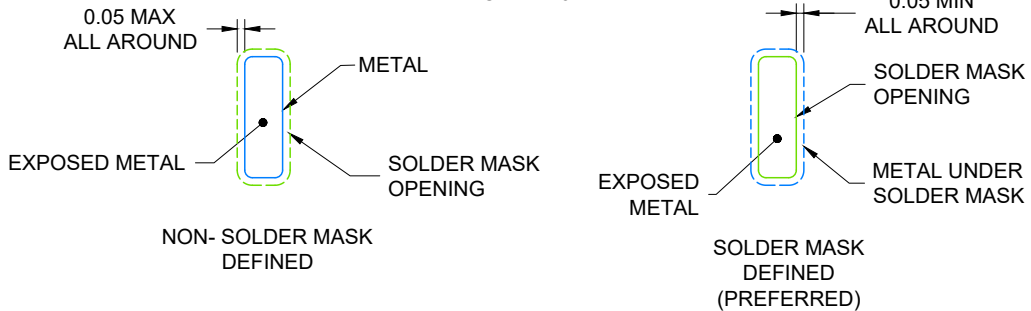 0.05 MAX
ALL AROUND
METAL
EXPOSED METAL
SOLDER MASK
OPENING
NON- SOLDER MASK
DEFINED
0.05 MIN
ALL AROUND
SOLDER MASK
OPENING
EXPOSED
METAL
METAL UNDER
SOLDER MASK
SOLDER MASK
DEFINED
(PREFERRED)